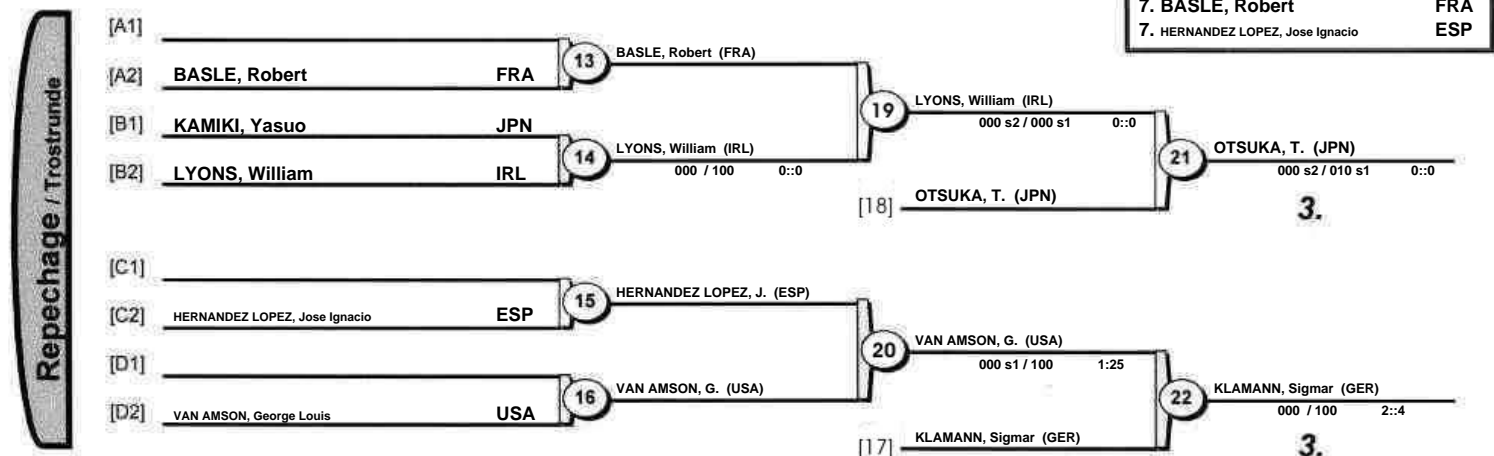 7. BASLE, Robert FRA
7. HERNANDEZ LOPEZ, Jose Ignacio ESP
Repechage / Trostrunde
[A1]
[A2] BASLE, Robert FRA
13
BASLE, Robert (FRA)
[B1] KAMIKI, Yasuo JPN
[B2] LYONS, William IRL
14
LYONS, William (IRL)
000 / 100 0::0
19
LYONS, William (IRL)
000 s2 / 000 s1 0::0
[18] OTSUKA, T. (JPN)
21
OTSUKA, T. (JPN)
000 s2 / 010 s1 0::0
3.
[C1]
[C2] HERNANDEZ LOPEZ, Jose Ignacio ESP
15
HERNANDEZ LOPEZ, J. (ESP)
[D1]
[D2] VAN AMSON, George Louis USA
16
VAN AMSON, G. (USA)
20
VAN AMSON, G. (USA)
000 s1 / 100 1:25
[17] KLAMANN, Sigmar (GER)
22
KLAMANN, Sigmar (GER)
000 / 100 2::4
3.